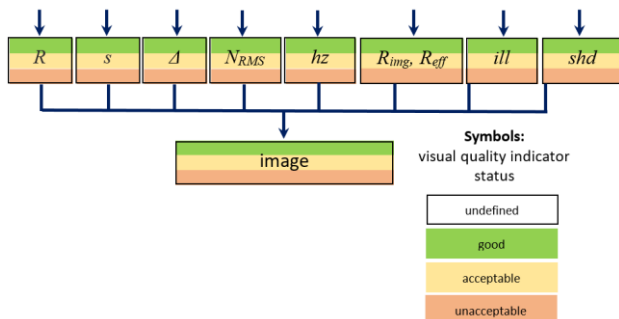 R s Δ N_RMS hz R_img, R_eff ill shd
image
Symbols:
visual quality indicator
status
undefined
good
acceptable
unacceptable